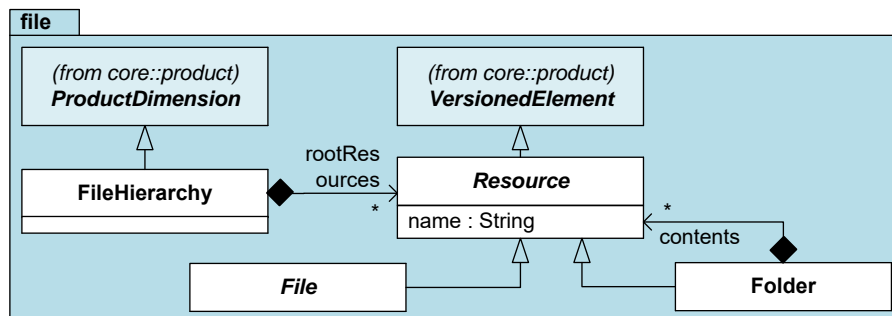 file
(from core::product)
ProductDimension
(from core::product)
VersionedElement
FileHierarchy
rootRes
ources
*
Resource
name : String
*
contents
File
Folder